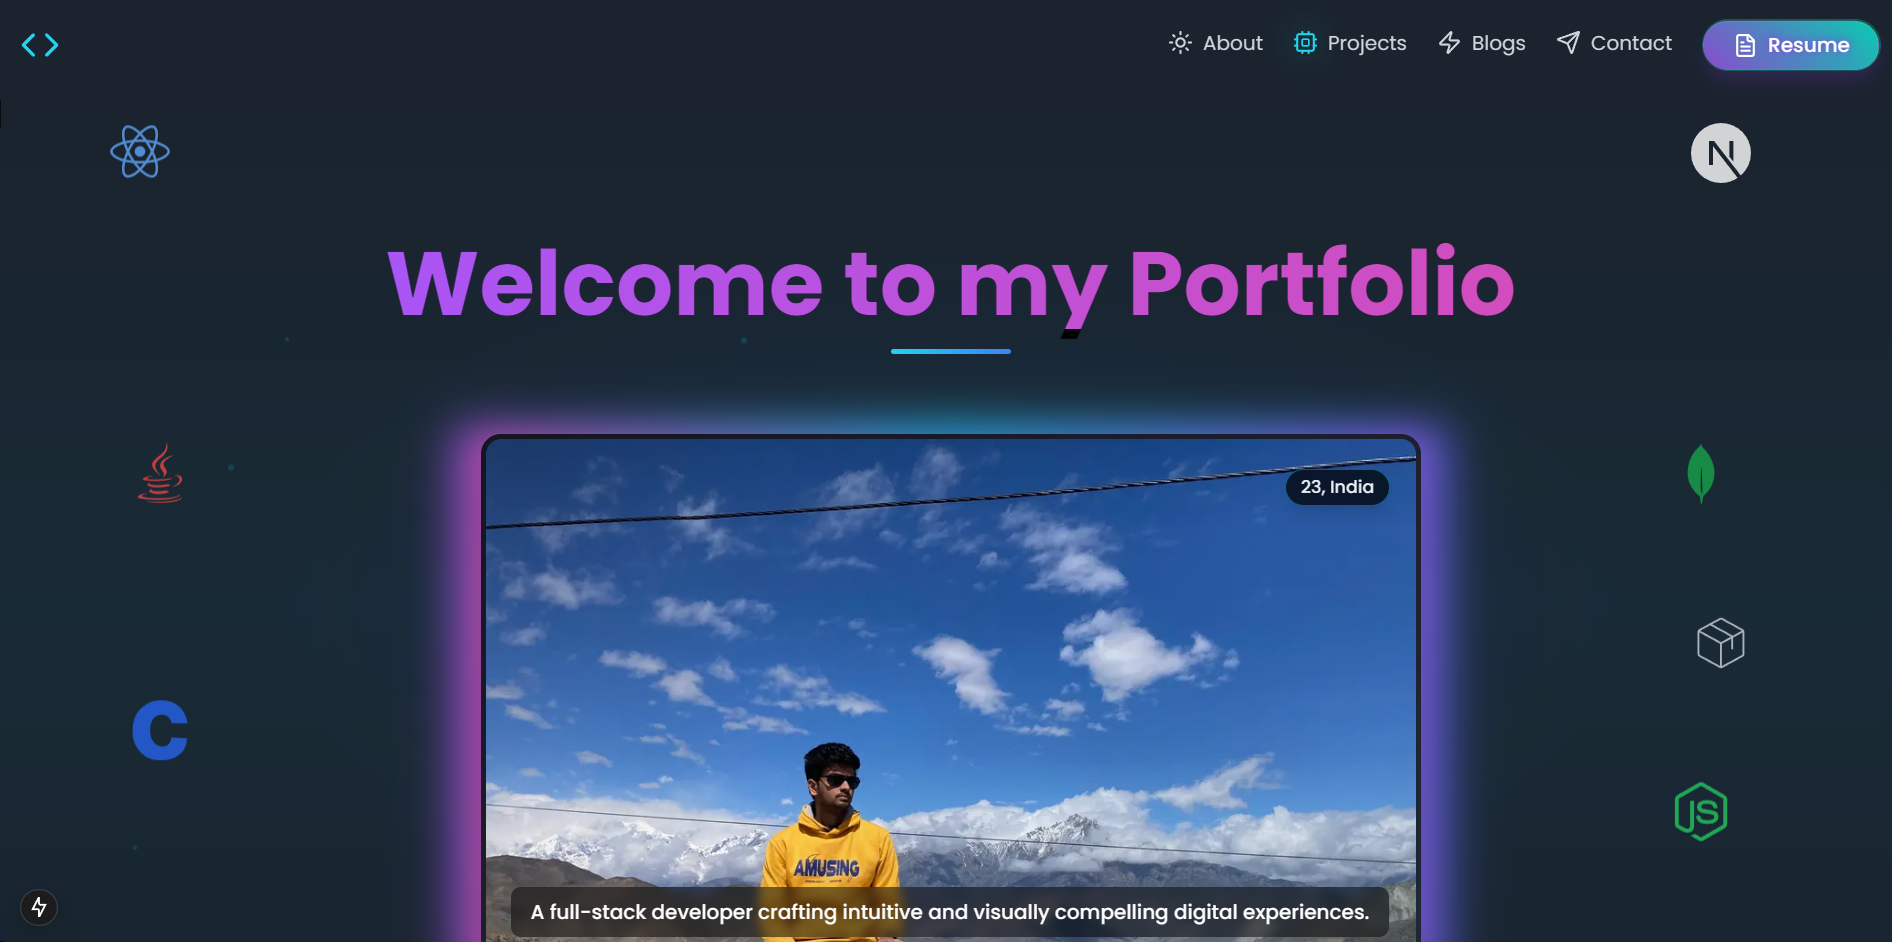 About
Projects
Blogs
Contact
Resume
N
Welcome to my Portfolio
23, India
C
JS
AMUSING
A full-stack developer crafting intuitive and visually compelling digital experiences.